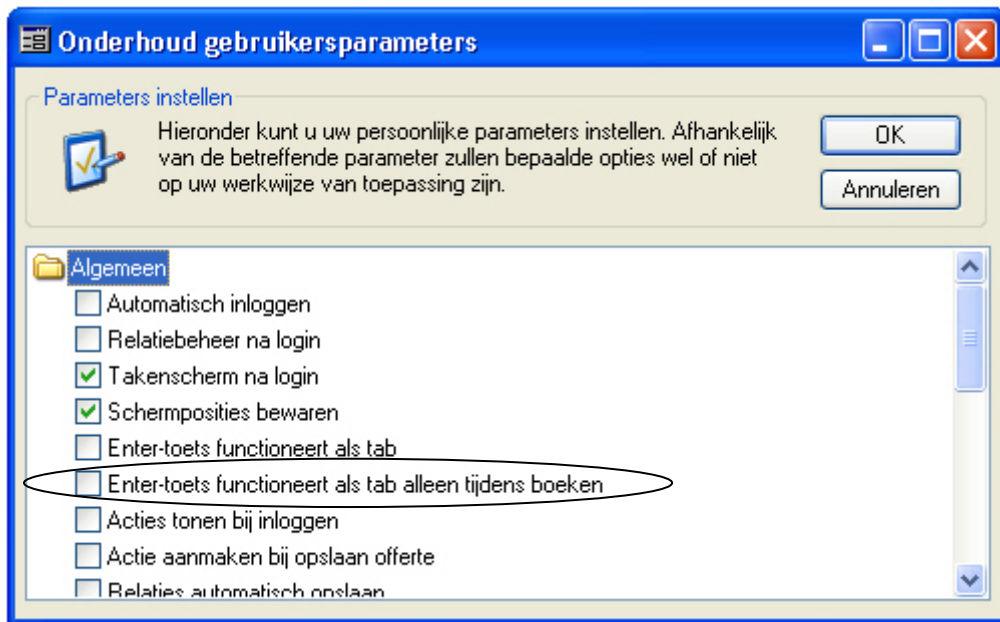 Onderhoud gebruikersparameters
Parameters instellen
Hieronder kunt u uw persoonlijke parameters instellen. Afhankelijk
van de betreffende parameter zullen bepaalde opties wel of niet
op uw werkwijze van toepassing zijn.
OK
Annuleren
Algemeen
Automatisch inloggen
Relatiebeheer na login
Takenscherm na login
Schermposities bewaren
Enter-toets functioneert als tab
Enter-toets functioneert als tab alleen tijdens boeken
Acties tonen bij inloggen
Actie aanmaken bij opslaan offerte
Relaties automatisch opslaan